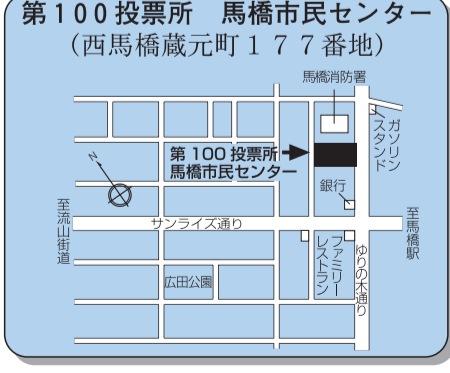 第100投票所　馬橋市民センター
（西馬橋蔵元町１７７番地）
馬橋消防署
ガソリン
スタンド
第 100 投票所
馬橋市民センター
N
銀行
至流山街道
サンライズ通り
至馬橋駅
ファミリー
レストラン
ゆりの木通り
広田公園